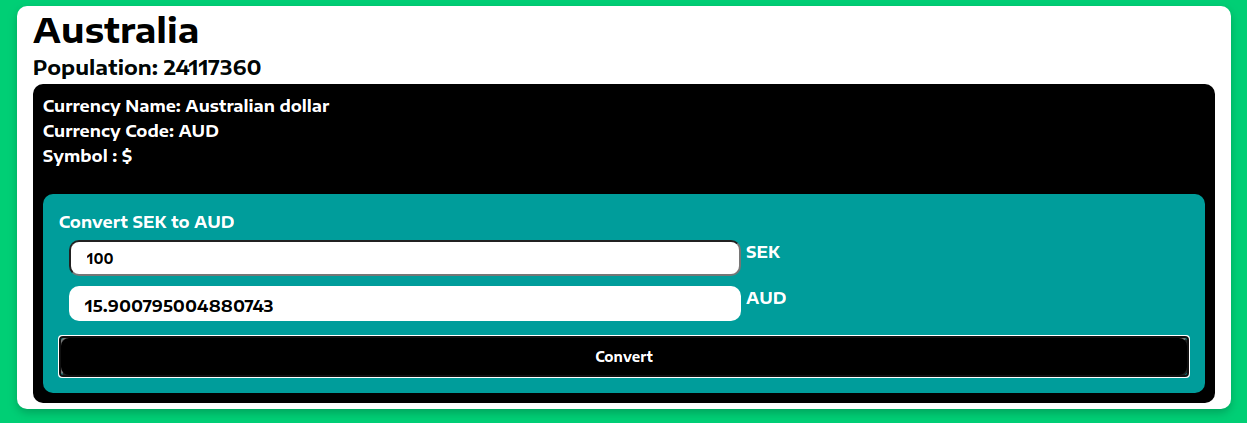 Australia
Population: 24117360
Currency Name: Australian dollar
Currency Code: AUD
Symbol : $
Convert SEK to AUD
100 SEK
15.900795004880743 AUD
Convert